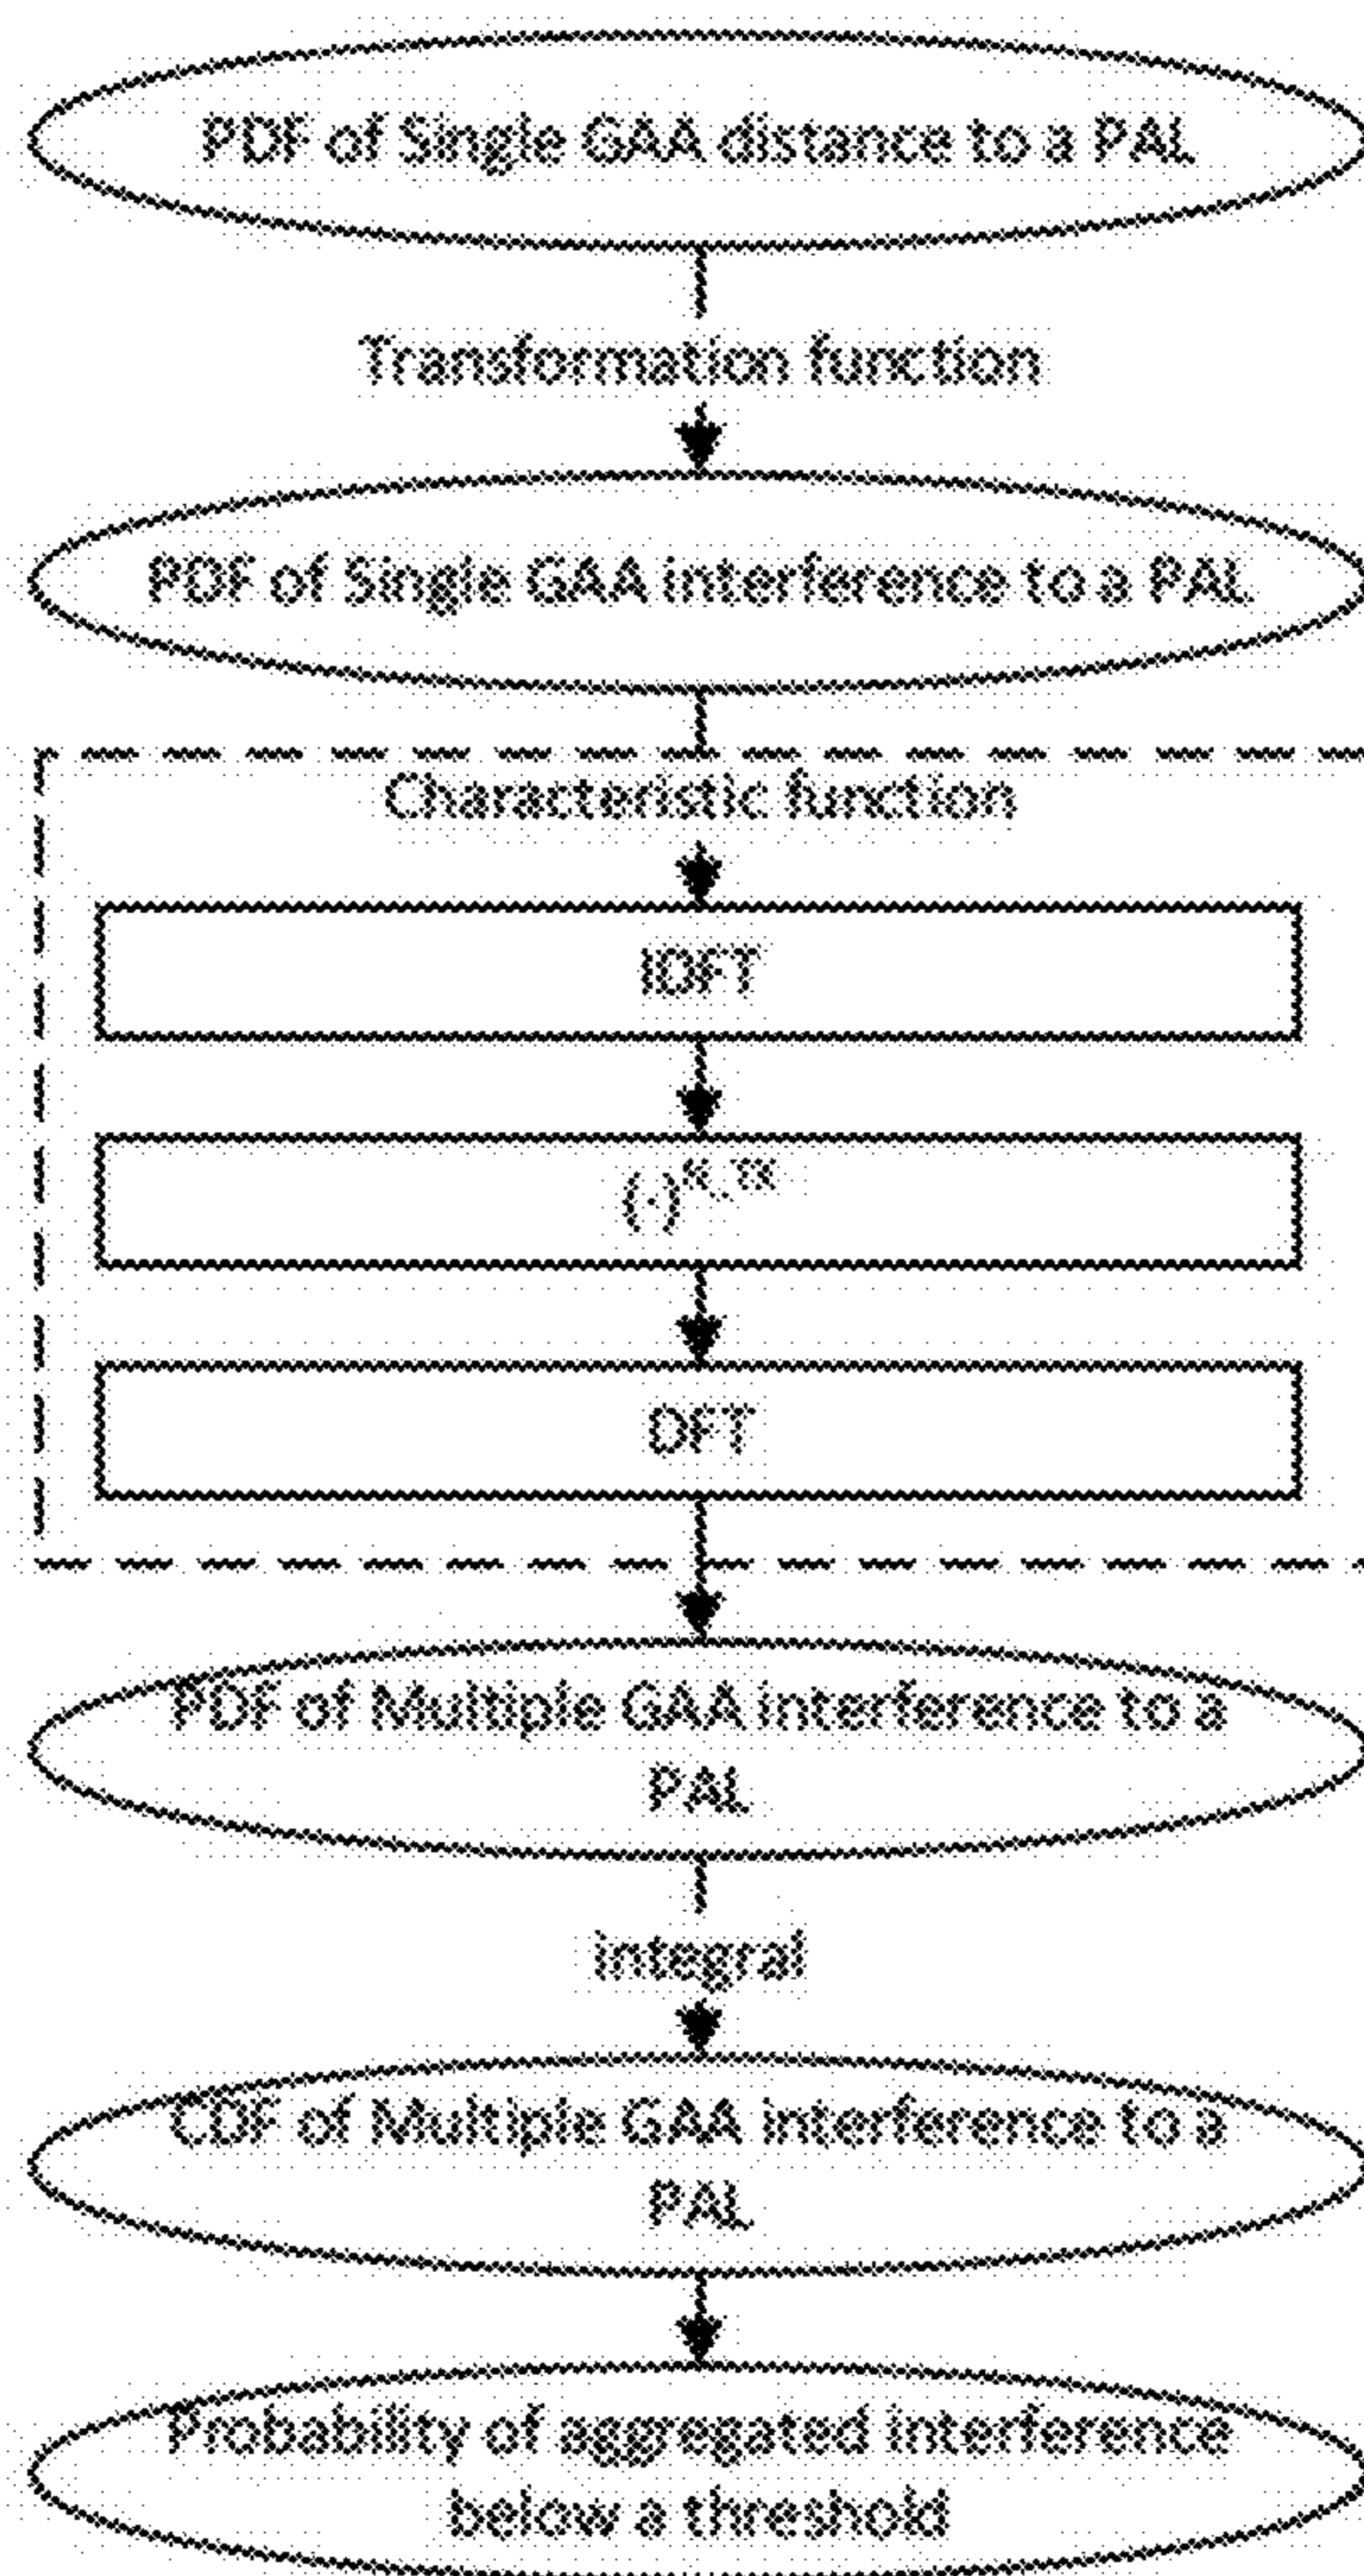 PDF of Single GAA distance to a PAL
Transformation function
PDF of Single GAA interference to a PAL
Characteristic function
IDFT
(·)
DFT
PDF of Multiple GAA interference to a
PAL
integral
CDF of Multiple GAA interference to a
PAL
Probability of aggregated interference
below a threshold